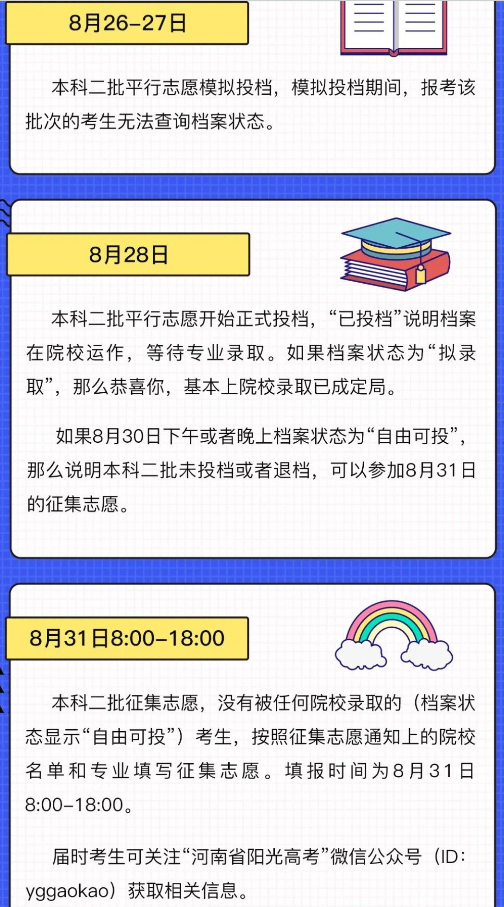 8月26-27日
本科二批平行志愿模拟投档，模拟投档期间，报考该
批次的考生无法查询档案状态。
8月28日
本科二批平行志愿开始正式投档，“已投档”说明档案
在院校运作，等待专业录取。如果档案状态为“拟录
取”，那么恭喜你，基本上院校录取已成定局。
如果8月30日下午或者晚上档案状态为“自由可投”，
那么说明本科二批未投档或者退档，可以参加8月31日
的征集志愿。
8月31日8:00-18:00
本科二批征集志愿，没有被任何院校录取的（档案状
态显示“自由可投”）考生，按照征集志愿通知上的院校
名单和专业填写征集志愿。填报时间为8月31日
8:00-18:00。
届时考生可关注“河南省阳光高考”微信公众号（ID：
yggaokao）获取相关信息。